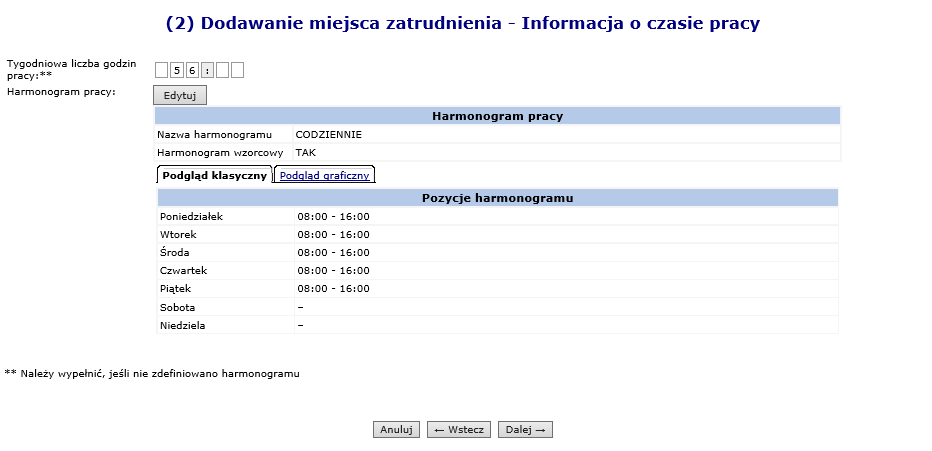 (2) Dodawanie miejsca zatrudnienia - Informacja o czasie pracy
Tygodniowa liczba godzin
pracy:**
5 6 :
Harmonogram pracy:
Edytuj
Harmonogram pracy
Nazwa harmonogramu CODZIENNIE
Harmonogram wzorcowy TAK
Podgląd klasyczny Podgląd graficzny
Pozycje harmonogramu
Poniedziałek 08:00 - 16:00
Wtorek 08:00 - 16:00
Środa 08:00 - 16:00
Czwartek 08:00 - 16:00
Piątek 08:00 - 16:00
Sobota –
Niedziela –
** Należy wypełnić, jeśli nie zdefiniowano harmonogramu
Anuluj ← Wstecz Dalej →